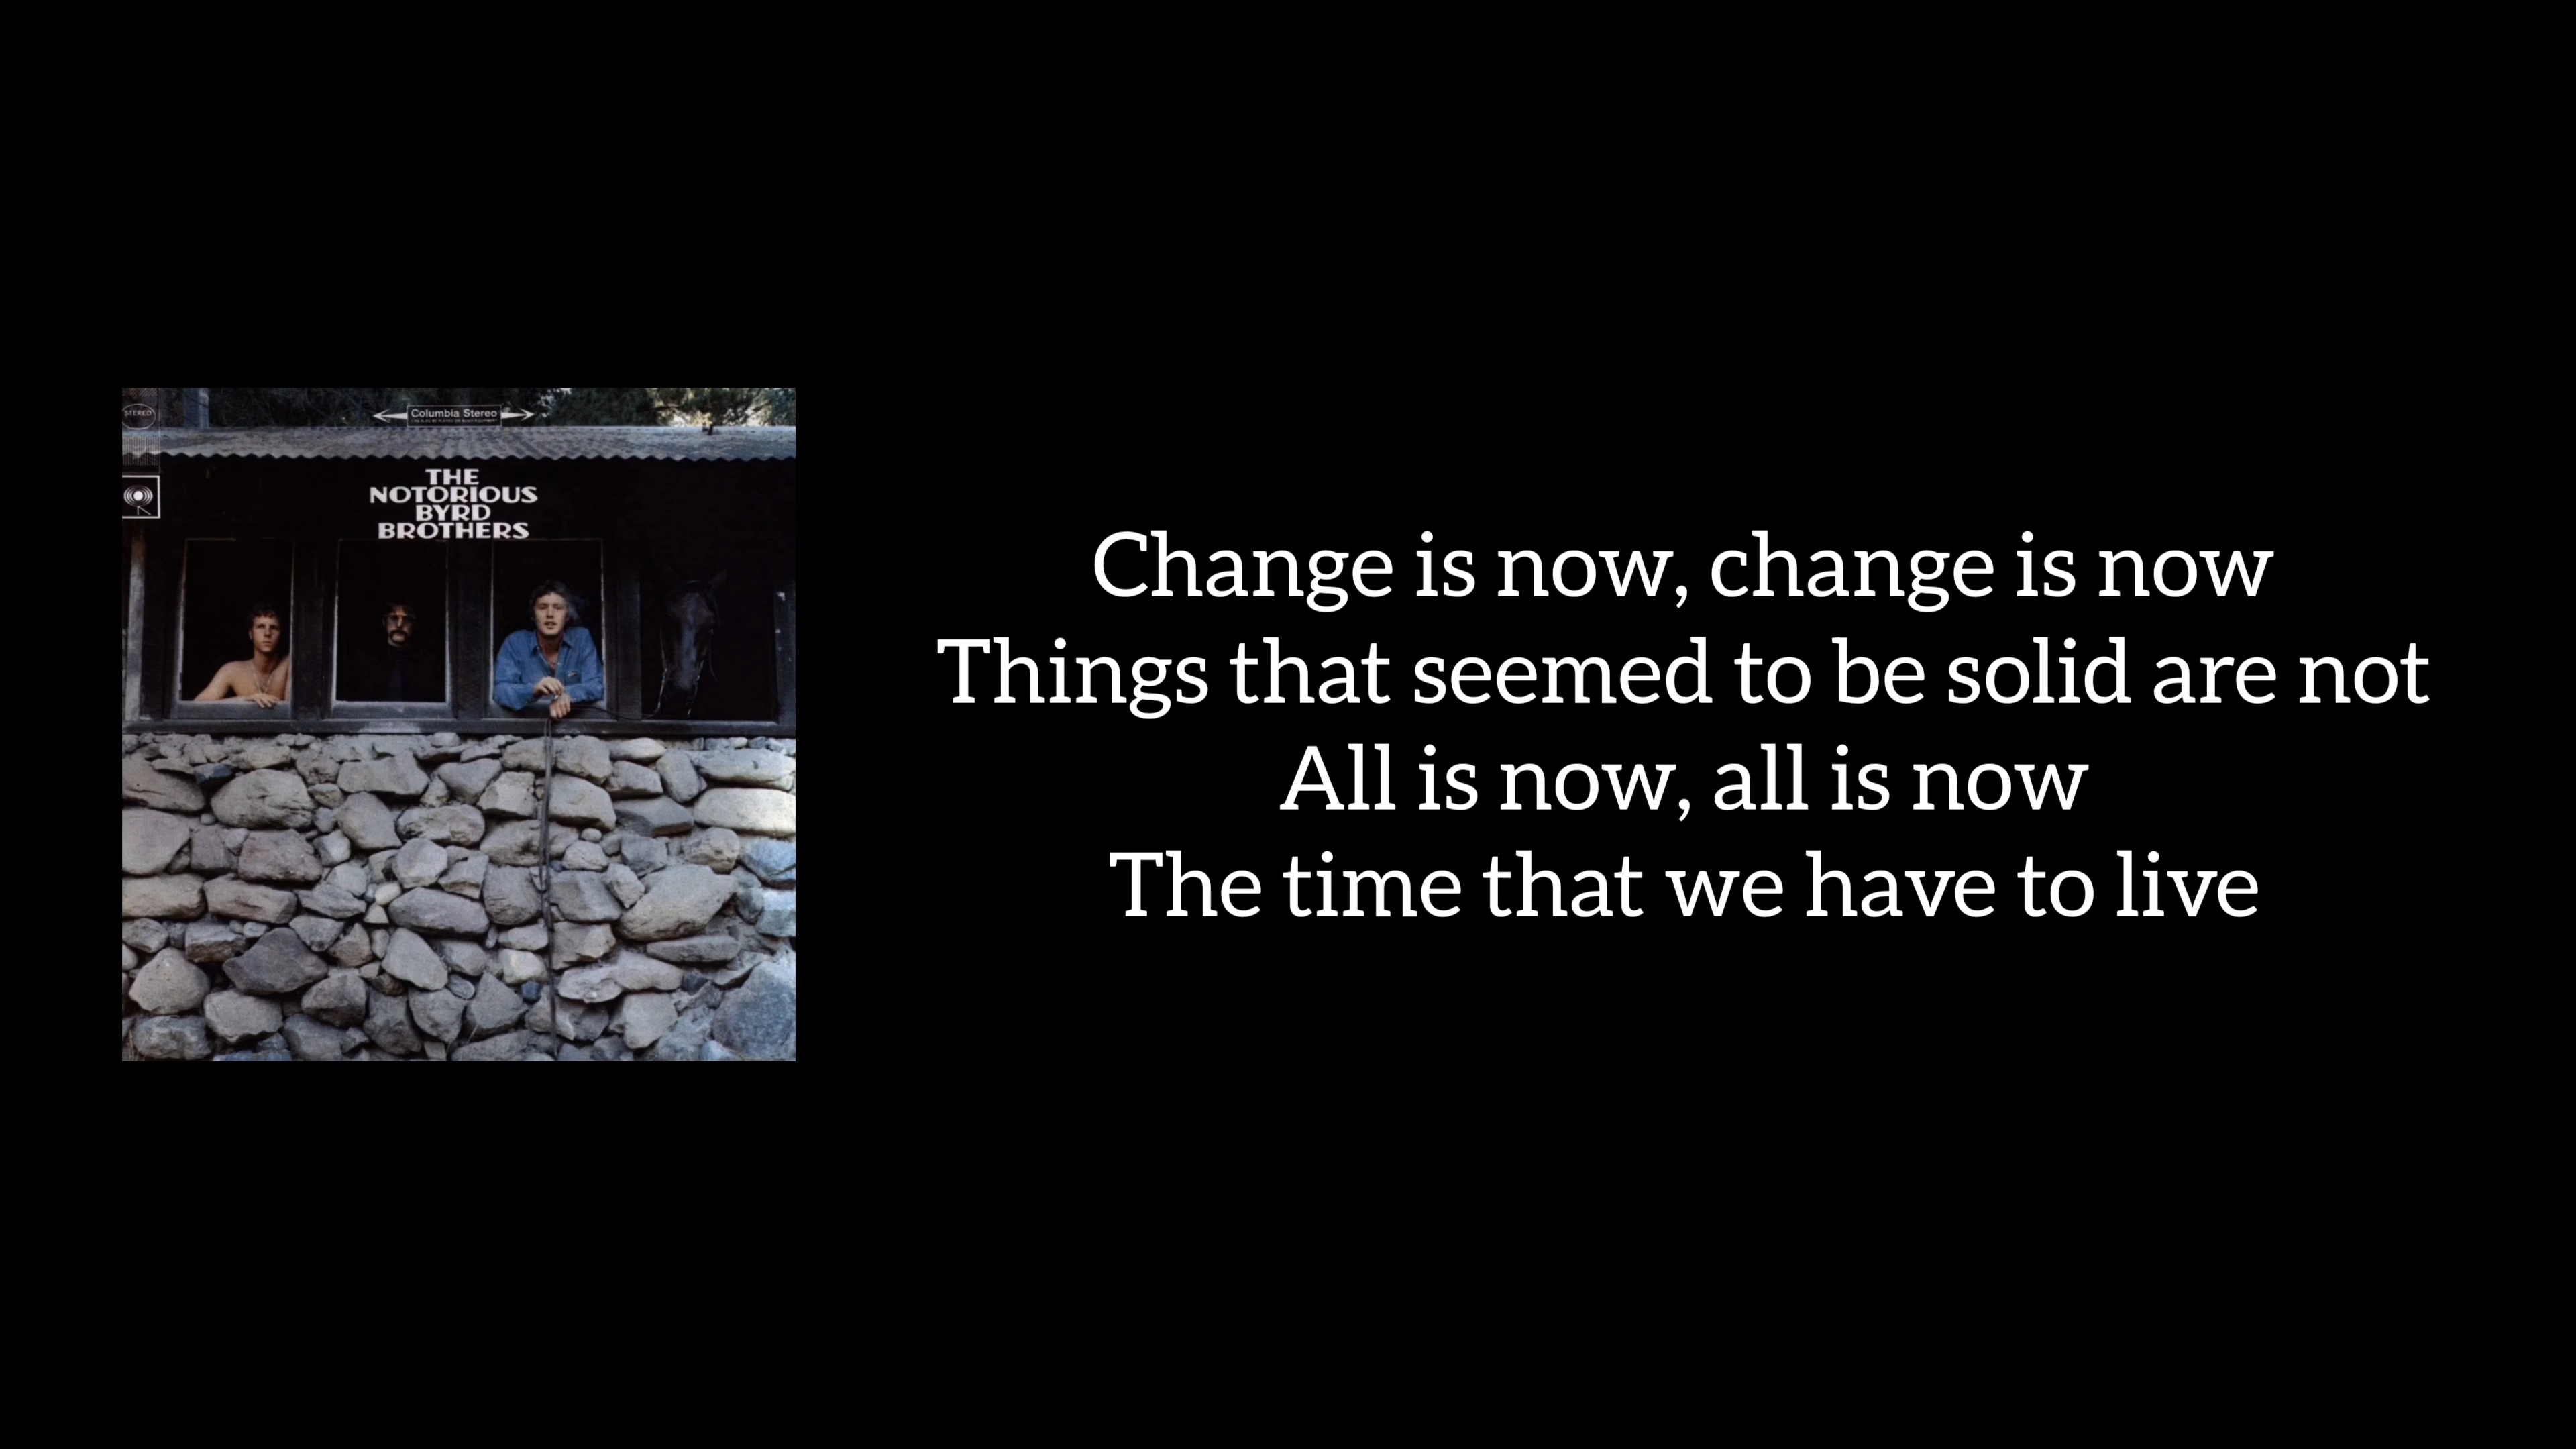 STEREO
Columbia Stereo
THE
NOTORIOUS
BYRD
BROTHERS
Change is now, change is now
Things that seemed to be solid are not
All is now, all is now
The time that we have to live